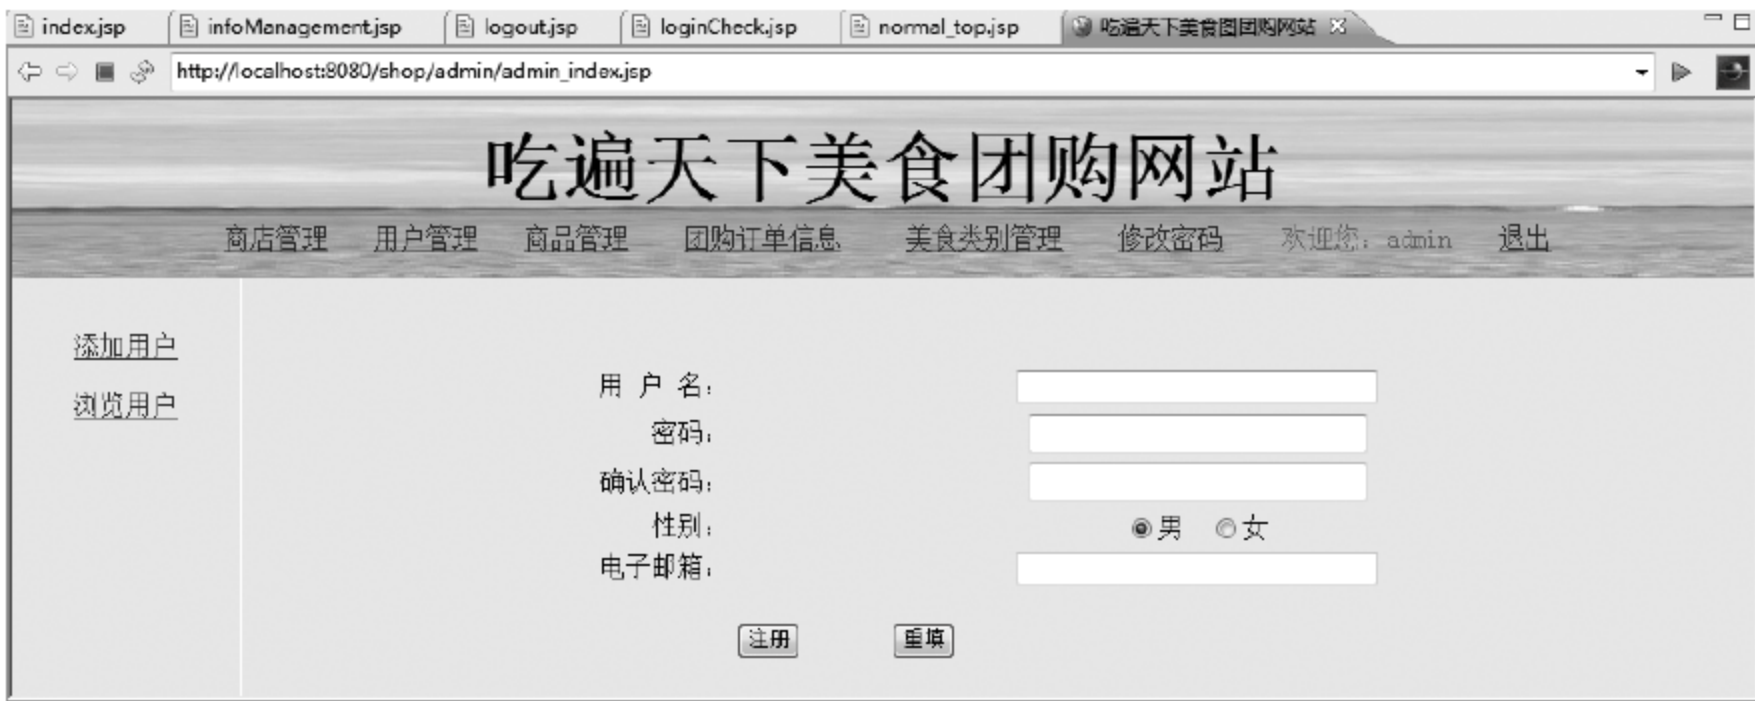 index.jsp infoManagement.jsp logout.jsp loginCheck.jsp normal_top.jsp 吃遍天下美食图团购网站
http://localhost:8080/shop/admin/admin_index.jsp
吃遍天下美食团购网站
商店管理 用户管理 商品管理 团购订单信息 美食类别管理 修改密码 欢迎您：admin 退出
添加用户
浏览用户
用 户 名：
密码：
确认密码：
性别： 男 女
电子邮箱：
注册 重填